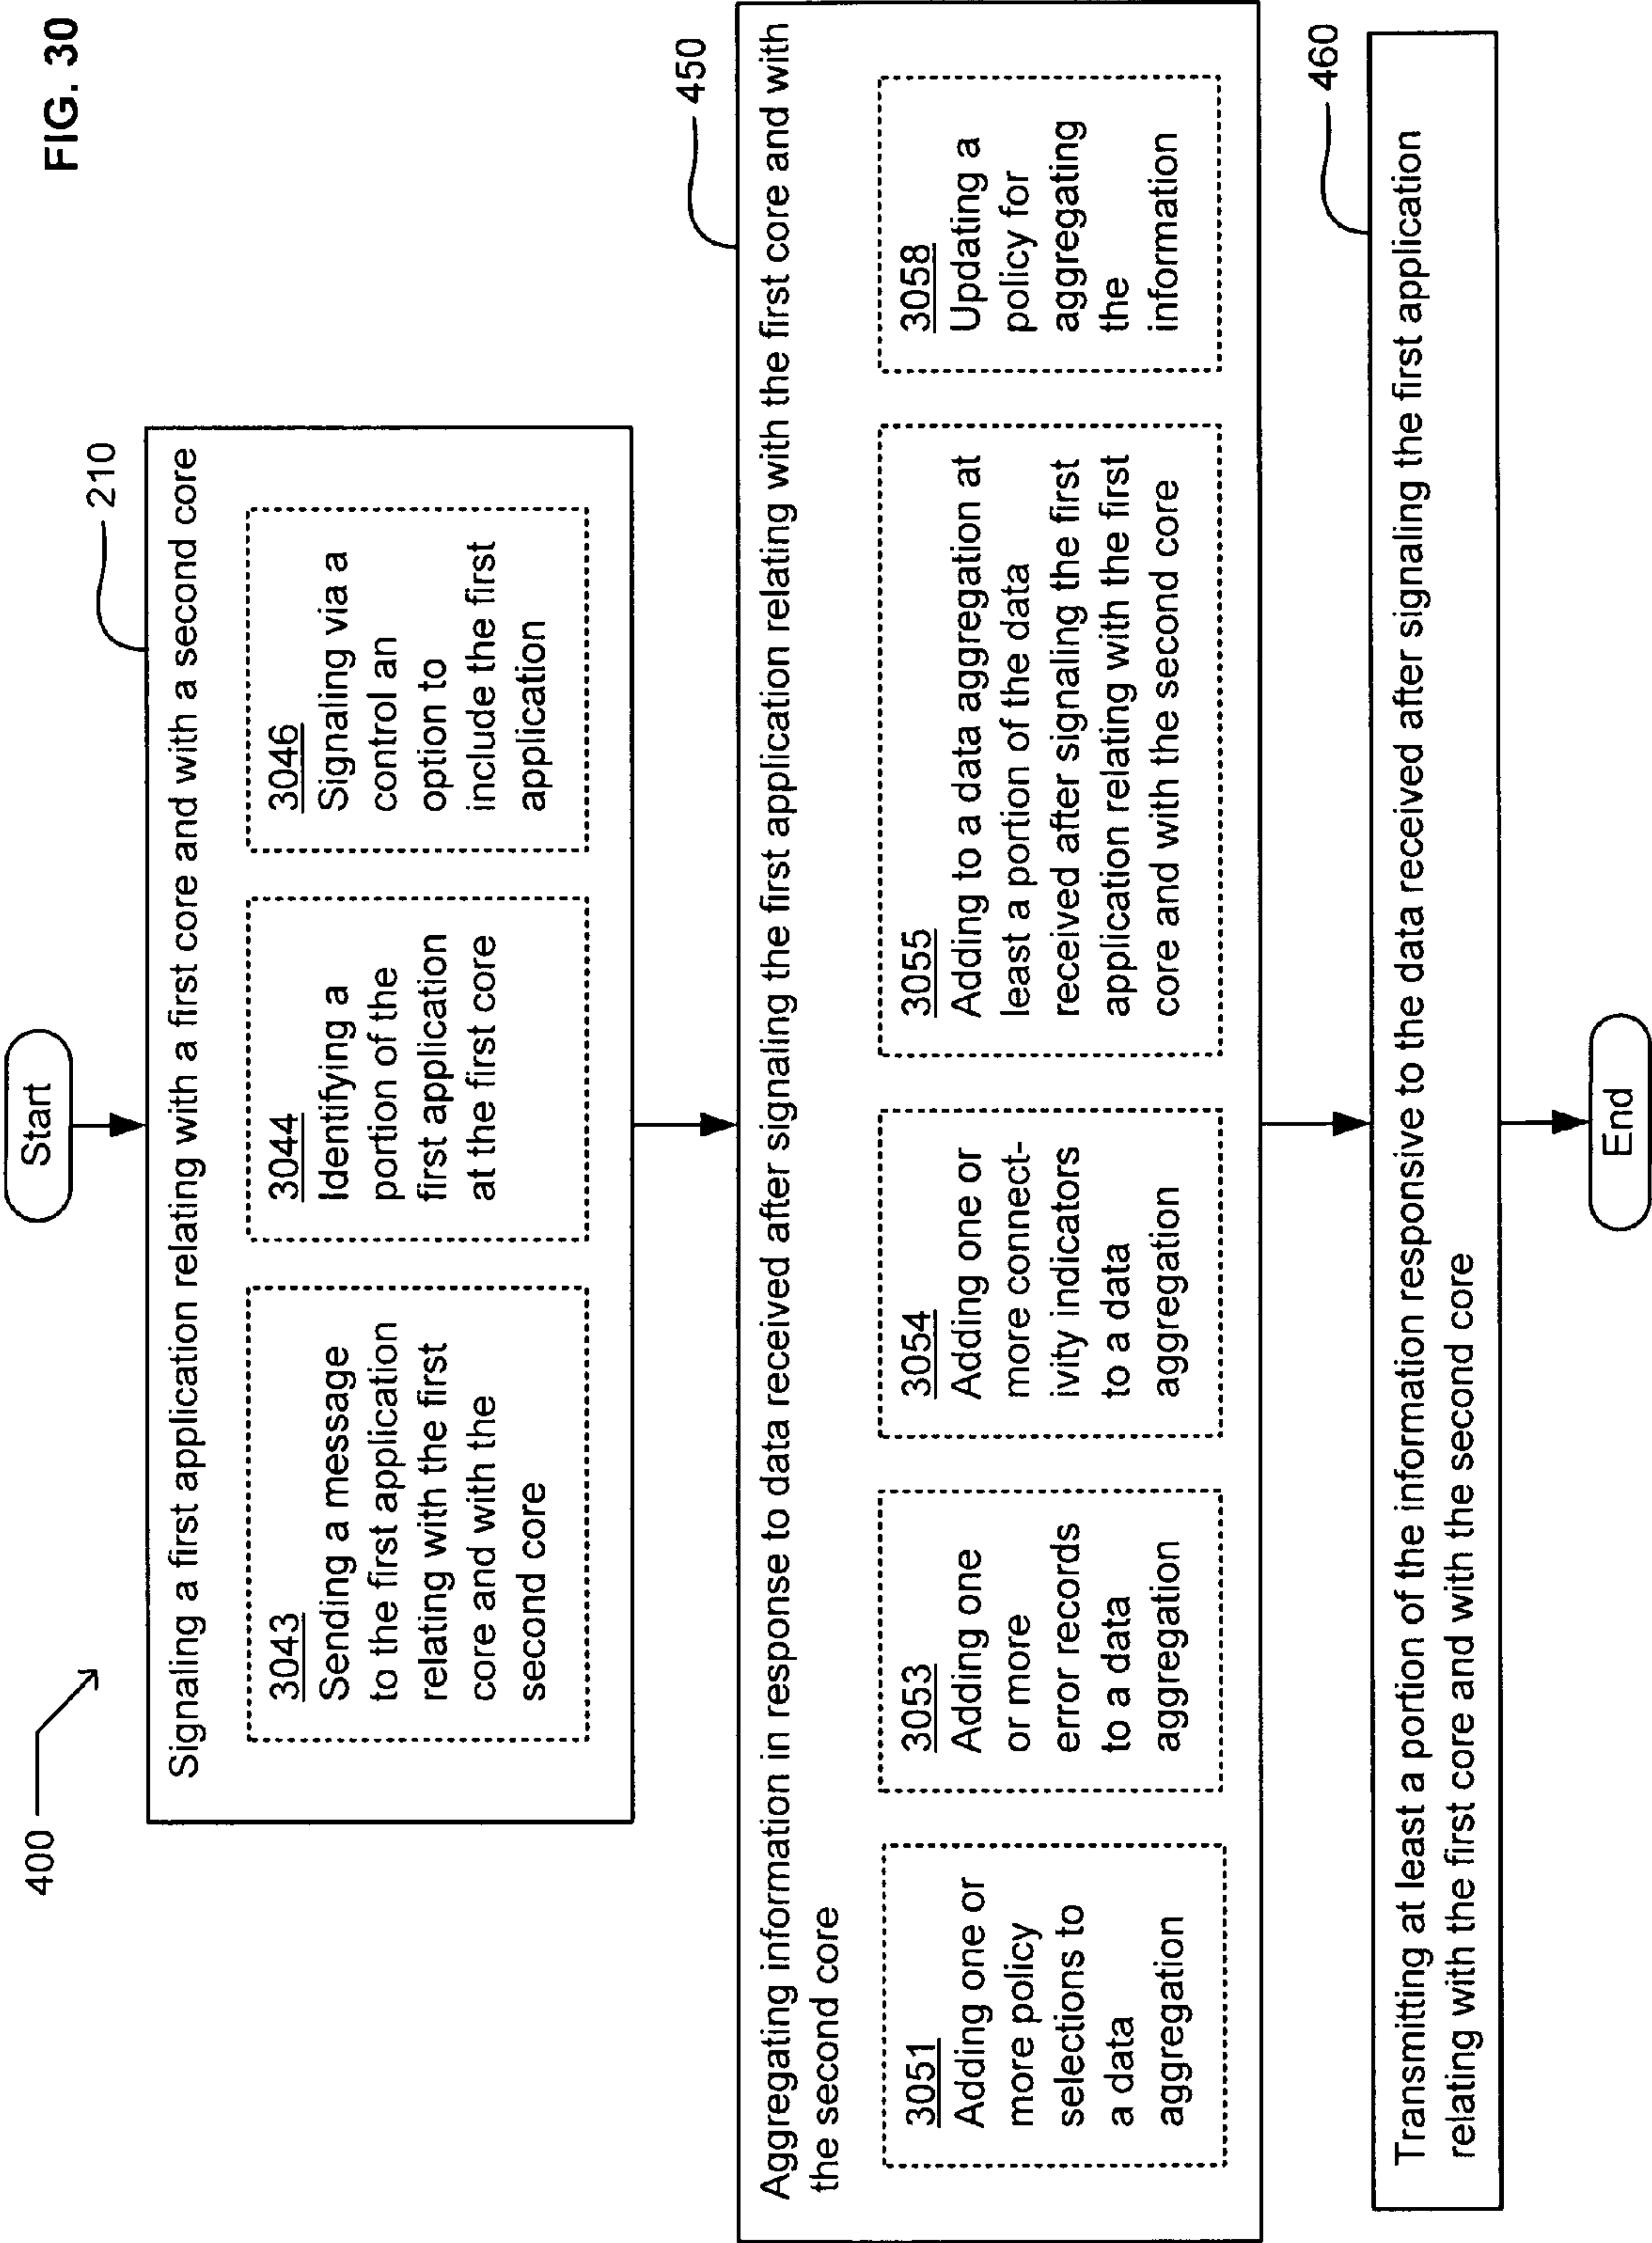 FIG. 30
400
Start
210
Signaling a first application relating with a first core and with a second core
3043
Sending a message
to the first application
relating with the first
core and with the
second core
3044
Identifying a
portion of the
first application
at the first core
3046
Signaling via a
control an
option to
include the first
application
450
Aggregating information in response to data received after signaling the first application relating with the first core and with
the second core
3051
Adding one or
more policy
selections to
a data
aggregation
3053
Adding one
or more
error records
to a data
aggregation
3054
Adding one or
more connect-
ivity indicators
to a data
aggregation
3055
Adding to a data aggregation at
least a portion of the data
received after signaling the first
application relating with the first
core and with the second core
3058
Updating a
policy for
aggregating
the
information
460
Transmitting at least a portion of the information responsive to the data received after signaling the first application
relating with the first core and with the second core
End